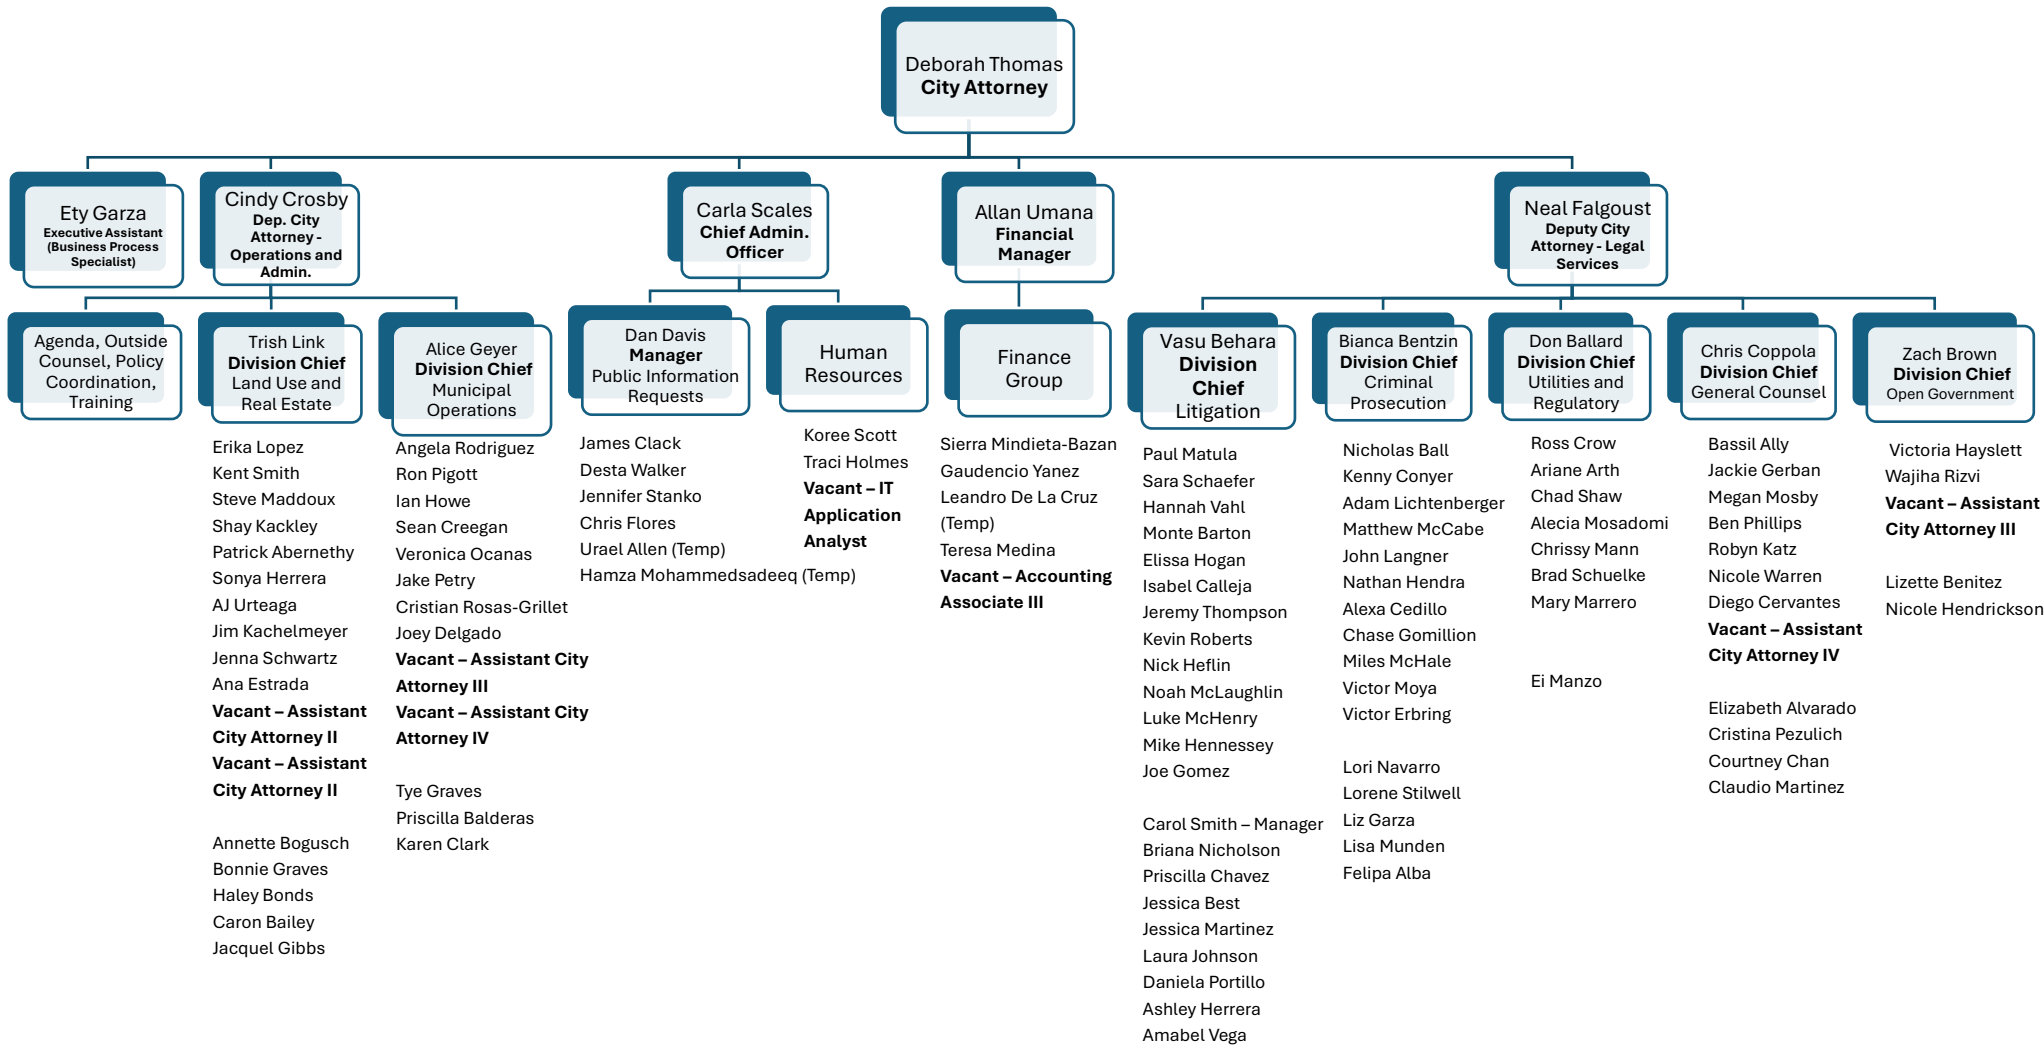 Deborah Thomas
City Attorney
Ety Garza
Executive Assistant
(Business Process
Specialist)
Cindy Crosby
Dep. City
Attorney -
Operations and
Admin.
Carla Scales
Chief Admin.
Officer
Allan Umana
Financial
Manager
Neal Falgoust
Deputy City
Attorney - Legal
Services
Agenda, Outside
Counsel, Policy
Coordination,
Training
Trish Link
Division Chief
Land Use and
Real Estate
Erika Lopez
Kent Smith
Steve Maddoux
Shay Kackley
Patrick Abernethy
Sonya Herrera
AJ Urteaga
Jim Kachelmeyer
Jenna Schwartz
Ana Estrada
Vacant – Assistant
City Attorney II
Vacant – Assistant
City Attorney II
Annette Bogusch
Bonnie Graves
Haley Bonds
Caron Bailey
Jacquel Gibbs
Alice Geyer
Division Chief
Municipal
Operations
Angela Rodriguez
Ron Pigott
Ian Howe
Sean Creegan
Veronica Ocanas
Jake Petry
Cristian Rosas-Grillet
Joey Delgado
Vacant – Assistant City
Attorney III
Vacant – Assistant City
Attorney IV
Tye Graves
Priscilla Balderas
Karen Clark
Dan Davis
Manager
Public Information
Requests
James Clack
Desta Walker
Jennifer Stanko
Chris Flores
Urael Allen (Temp)
Hamza Mohammedsadeeq (Temp)
Human
Resources
Koree Scott
Traci Holmes
Vacant – IT
Application
Analyst
Finance
Group
Sierra Mindieta-Bazan
Gaudencio Yanez
Leandro De La Cruz
(Temp)
Teresa Medina
Vacant – Accounting
Associate III
Vasu Behara
Division
Chief
Litigation
Paul Matula
Sara Schaefer
Hannah Vahl
Monte Barton
Elissa Hogan
Isabel Calleja
Jeremy Thompson
Kevin Roberts
Nick Heflin
Noah McLaughlin
Luke McHenry
Mike Hennessey
Joe Gomez
Carol Smith – Manager
Briana Nicholson
Priscilla Chavez
Jessica Best
Jessica Martinez
Laura Johnson
Daniela Portillo
Ashley Herrera
Amabel Vega
Bianca Bentzin
Division Chief
Criminal
Prosecution
Nicholas Ball
Kenny Conyer
Adam Lichtenberger
Matthew McCabe
John Langner
Nathan Hendra
Alexa Cedillo
Chase Gomillion
Miles McHale
Victor Moya
Victor Erbring
Lori Navarro
Lorene Stilwell
Liz Garza
Lisa Munden
Felipa Alba
Don Ballard
Division Chief
Utilities and
Regulatory
Ross Crow
Ariane Arth
Chad Shaw
Alecia Mosadomi
Chrissy Mann
Brad Schuelke
Mary Marrero
Ei Manzo
Chris Coppola
Division Chief
General Counsel
Bassil Ally
Jackie Gerban
Megan Mosby
Ben Phillips
Robyn Katz
Nicole Warren
Diego Cervantes
Vacant – Assistant
City Attorney IV
Elizabeth Alvarado
Cristina Pezulich
Courtney Chan
Claudio Martinez
Zach Brown
Division Chief
Open Government
Victoria Hayslett
Wajiha Rizvi
Vacant – Assistant
City Attorney III
Lizette Benitez
Nicole Hendrickson